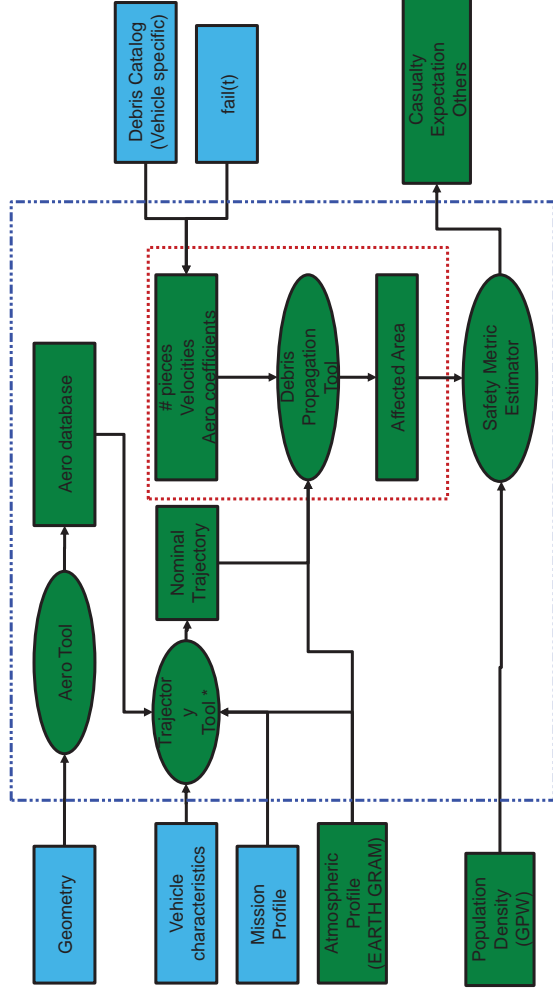 Geometry
Aero Tool
Aero database
Vehicle
characteristics
Trajector
y
Tool *
Nominal
Trajectory
Mission
Profile
Atmospheric
Profile
(EARTH GRAM)
Population
Density
(GPW)
# pieces
Velocities
Aero coefficients
Debris
Propagation
Tool
Affected Area
Safety Metric
Estimator
Debris Catalog
(Vehicle specific)
fail(t)
Casualty
Expectation
Others